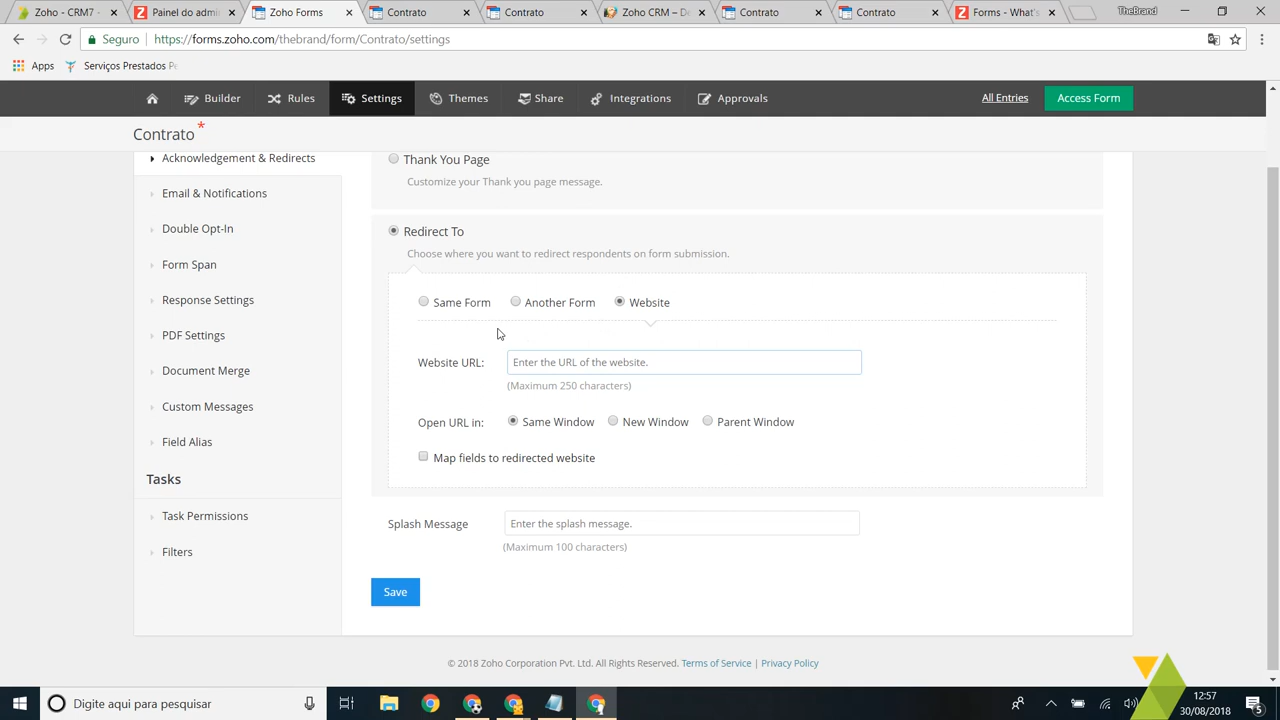 Zoho - CRM7
Painel do admi
Zoho Forms
Contrato
Contrato
Zoho CRM – De
Contrato
Contrato
Forms - What's
TheBrand
Seguro
https://forms.zoho.com/thebrand/form/Contrato/settings
Apps
Serviços Prestados Pe
Builder
Rules
Settings
Themes
Share
Integrations
Approvals
All Entries
Access Form
Contrato *
Acknowledgement & Redirects
Email & Notifications
Double Opt-In
Form Span
Response Settings
PDF Settings
Document Merge
Custom Messages
Field Alias
Tasks
Task Permissions
Filters
Thank You Page
Customize your Thank you page message.
Redirect To
Choose where you want to redirect respondents on form submission.
Same Form
Another Form
Website
Website URL:
Enter the URL of the website.
(Maximum 250 characters)
Open URL in:
Same Window
New Window
Parent Window
Map fields to redirected website
Splash Message
Enter the splash message.
(Maximum 100 characters)
Save
© 2018 Zoho Corporation Pvt. Ltd. All Rights Reserved. Terms of Service | Privacy Policy
Digite aqui para pesquisar
12:57
30/08/2018
5